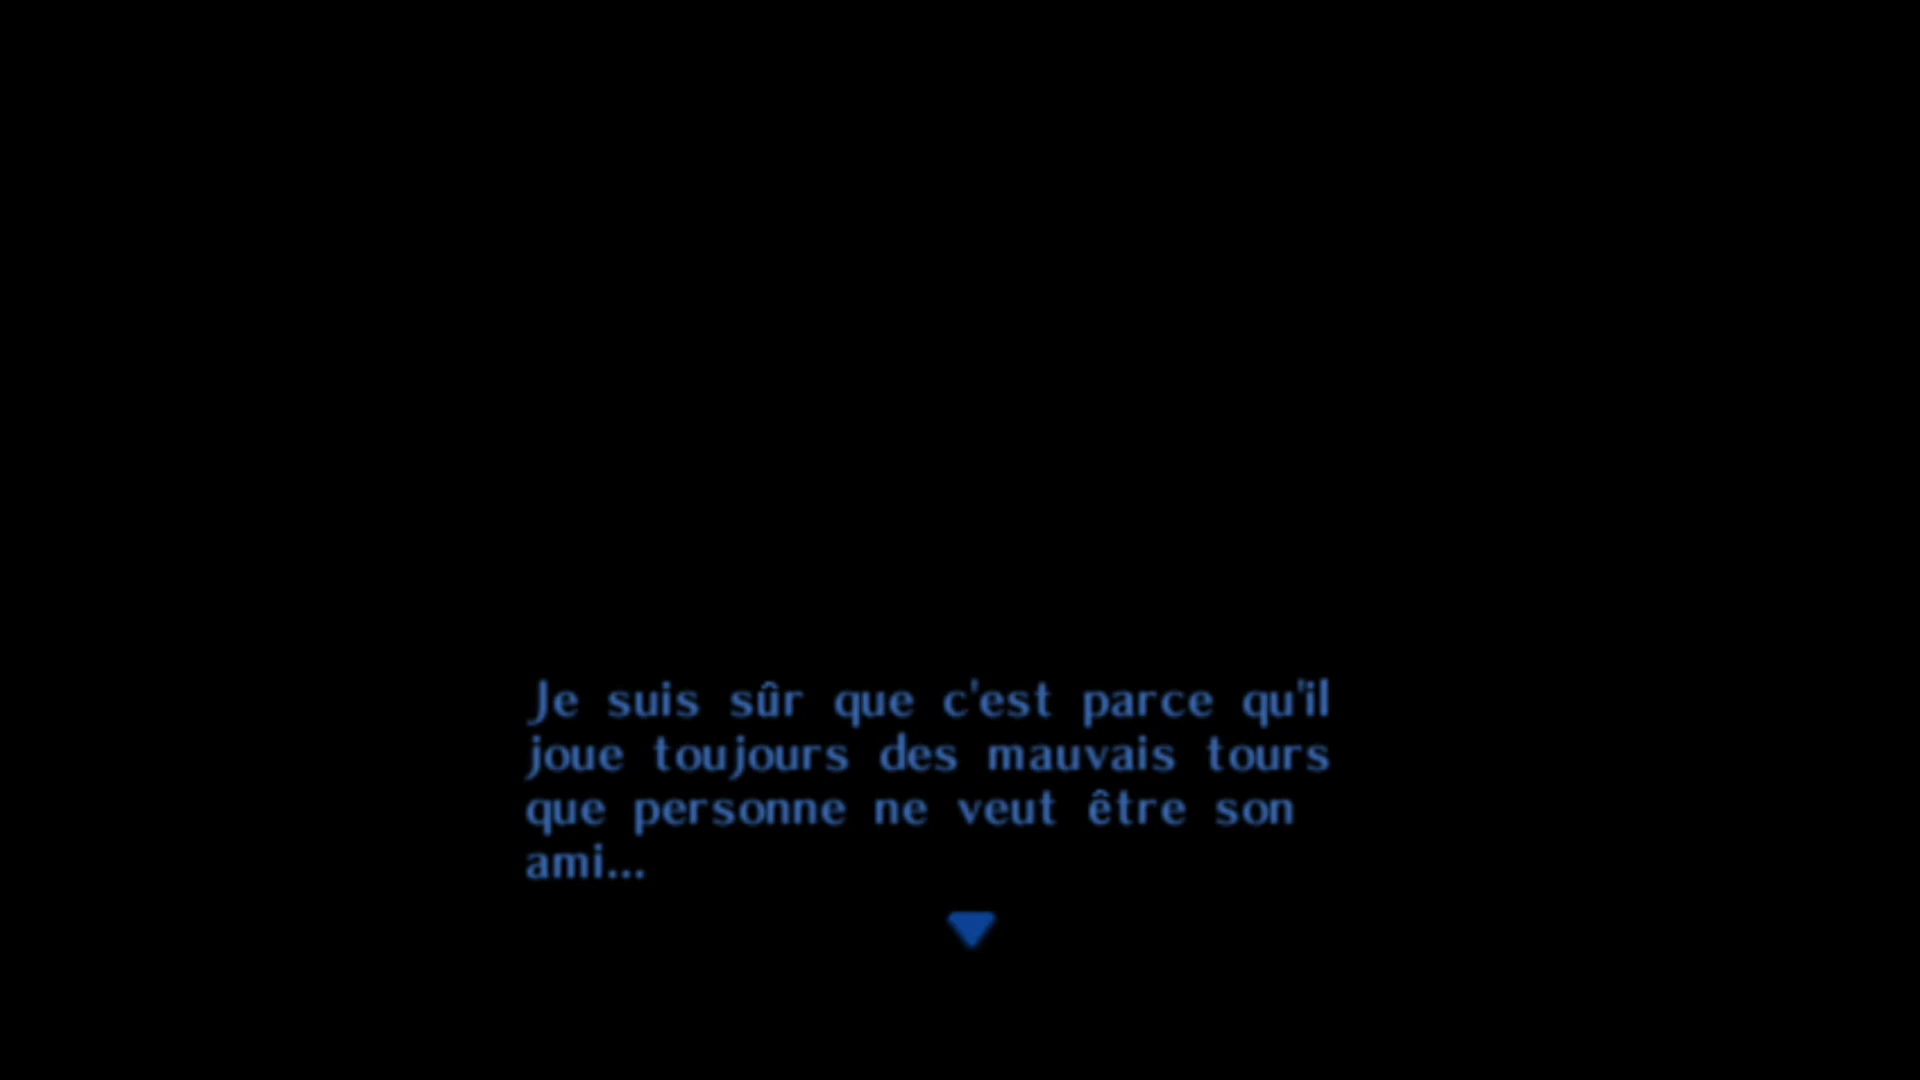 Je suis sûr que c'est parce qu'il
joue toujours des mauvais tours
que personne ne veut être son
ami...